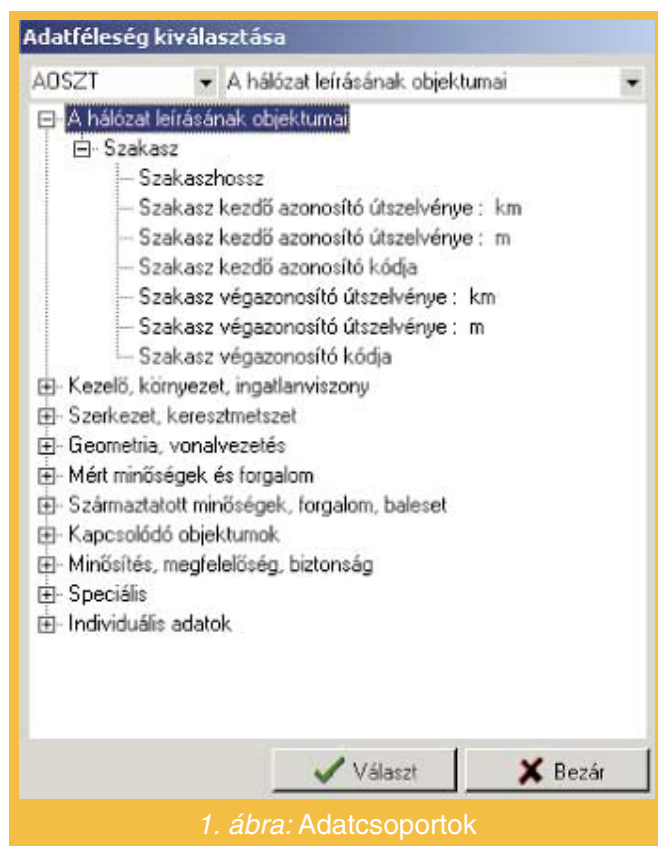 Adatféleség kiválasztása
AOSZT A hálózat leírásának objektumai
A hálózat leírásának objektumai
Szakasz
Szakaszhossz
Szakasz kezdő azonosító útszelvénye : km
Szakasz kezdő azonosító útszelvénye : m
Szakasz kezdő azonosító kódja
Szakasz végazonosító útszelvénye : km
Szakasz végazonosító útszelvénye : m
Szakasz végazonosító kódja
Kezelő, környezet, ingatlanviszony
Szerkezet, keresztmetszet
Geometria, vonalvezetés
Mért minőségek és forgalom
Származtatott minőségek, forgalom, baleset
Kapcsolódó objektumok
Minősítés, megfelelőség, biztonság
Speciális
Individuális adatok
Választ Bezár
1. ábra: Adatcsoportok